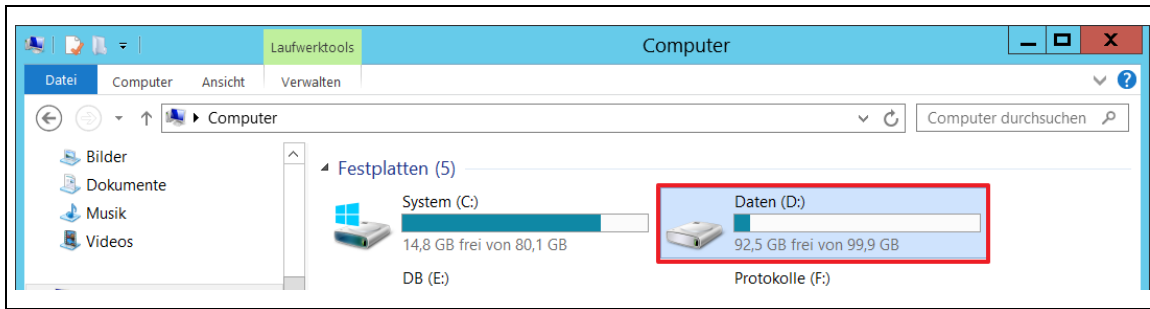 Laufwerktools
Computer
Datei
Computer
Ansicht
Verwalten
Computer
Computer durchsuchen
Bilder
Dokumente
Musik
Videos
Festplatten (5)
System (C:)
14,8 GB frei von 80,1 GB
Daten (D:)
92,5 GB frei von 99,9 GB
DB (E:)
Protokolle (F:)